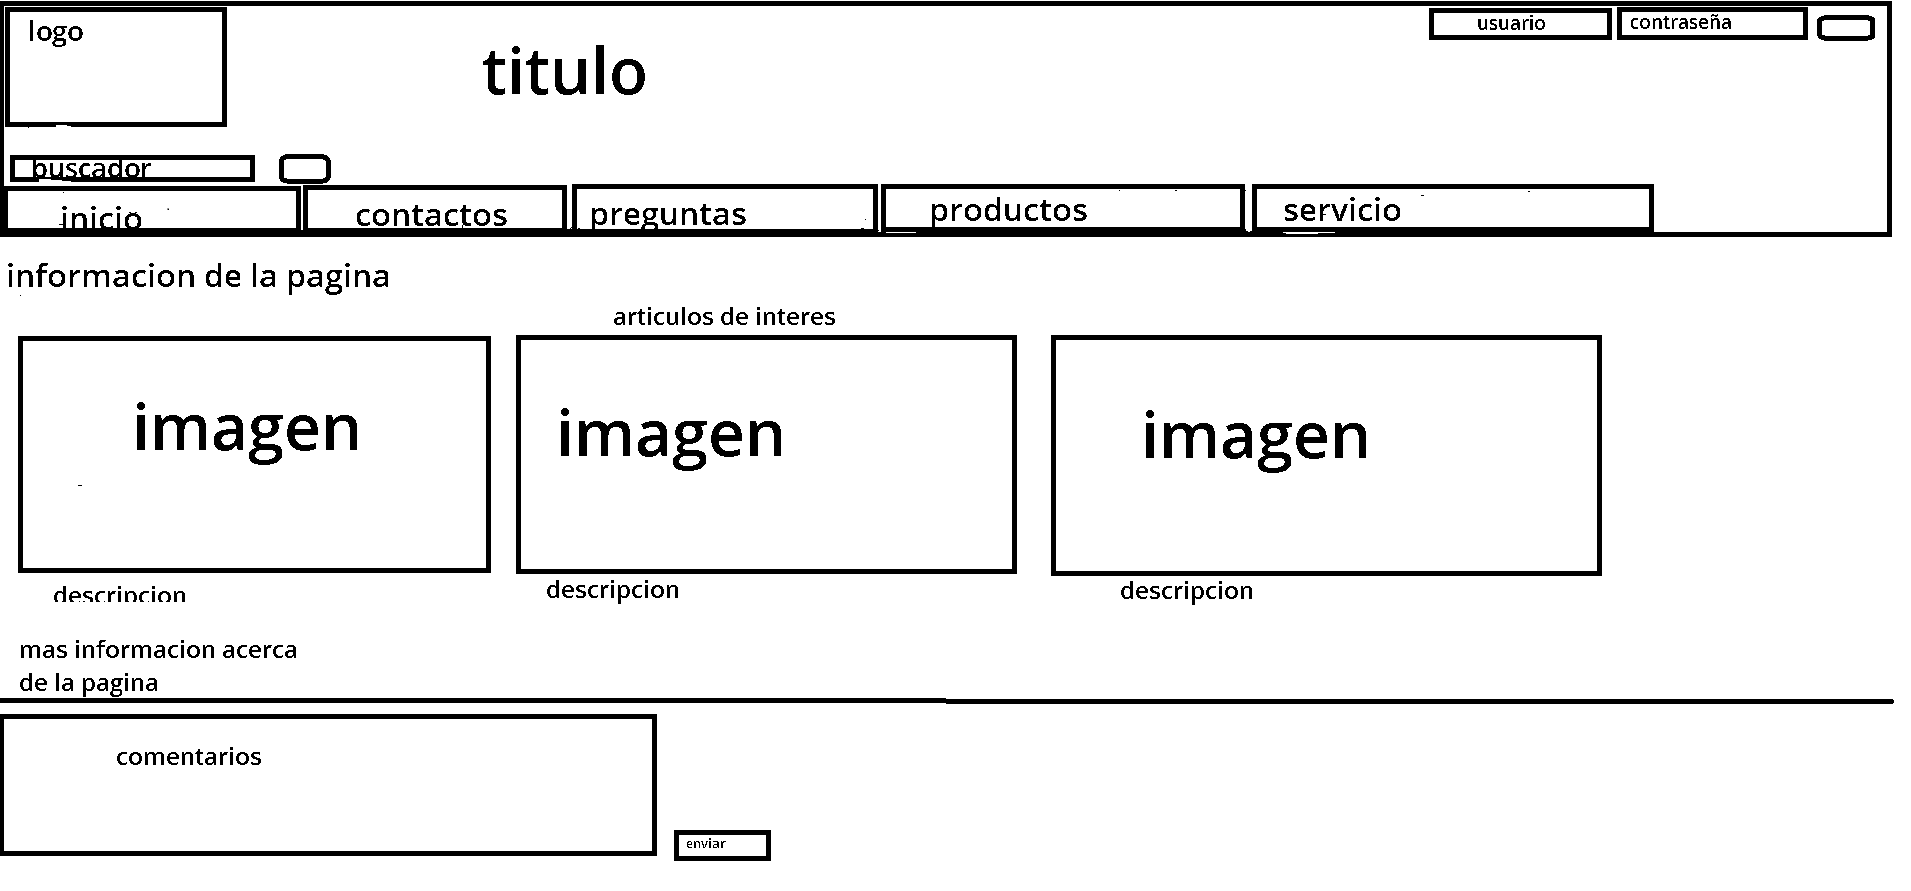 logo
titulo
usuario
contraseña
buscador
inicio
contactos
preguntas
productos
servicio
informacion de la pagina
articulos de interes
imagen
imagen
imagen
descripcion
descripcion
descripcion
mas informacion acerca
de la pagina
comentarios
enviar